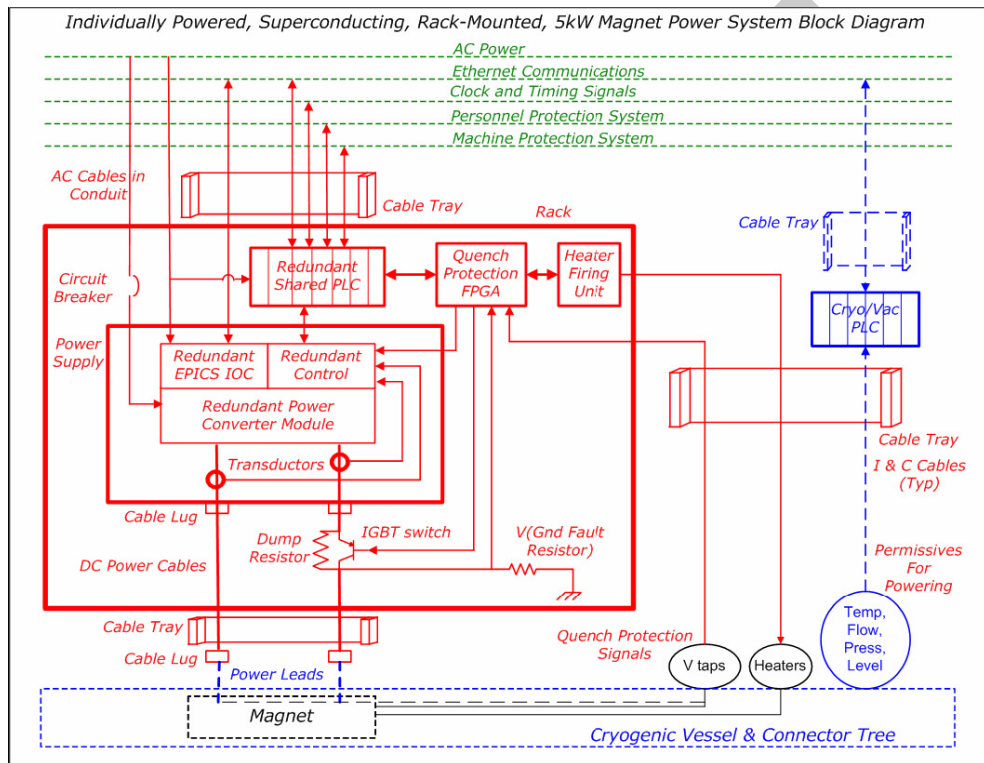 Individually Powered, Superconducting, Rack-Mounted, 5kW Magnet Power System Block Diagram
AC Power
Ethernet Communications
Clock and Timing Signals
Personnel Protection System
Machine Protection System
AC Cables in
Conduit
Cable Tray
Rack
Cable Tray
Circuit
Breaker
Redundant
Shared PLC
Quench
Protection
FPGA
Heater
Firing
Unit
Cryo/Vac
PLC
Power
Supply
Redundant
EPICS IOC
Redundant
Control
Redundant Power
Converter Module
Transductors
Cable Tray
I & C Cables
(Typ)
Cable Lug
Dump
Resistor
IGBT switch
V(Gnd Fault
Resistor)
DC Power Cables
Permissives
For
Powering
Temp,
Flow,
Press,
Level
Cable Tray
Cable Lug
Quench Protection
Signals
V taps
Heaters
Power Leads
Magnet
Cryogenic Vessel & Connector Tree